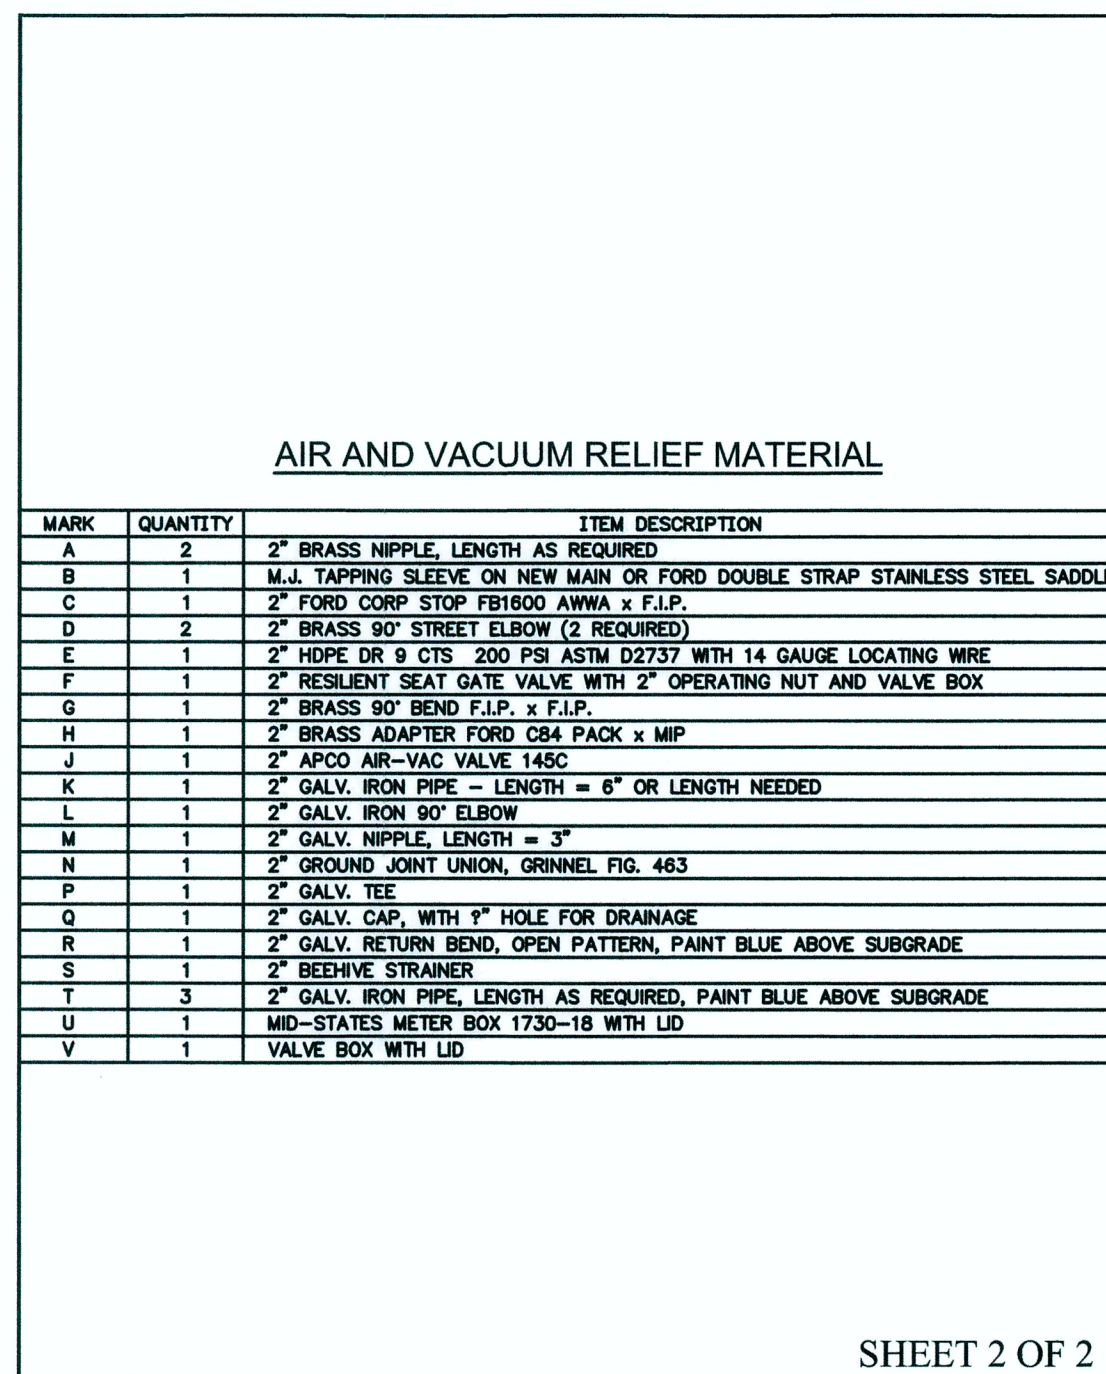 AIR AND VACUUM RELIEF MATERIAL
MARK QUANTITY ITEM DESCRIPTION
A 2 2" BRASS NIPPLE, LENGTH AS REQUIRED
B 1 M.J. TAPPING SLEEVE ON NEW MAIN OR FORD DOUBLE STRAP STAINLESS STEEL SADDL
C 1 2" FORD CORP STOP FB1600 AWWA x F.I.P.
D 2 2" BRASS 90° STREET ELBOW (2 REQUIRED)
E 1 2" HDPE DR 9 CTS 200 PSI ASTM D2737 WITH 14 GAUGE LOCATING WIRE
F 1 2" RESILIENT SEAT GATE VALVE WITH 2" OPERATING NUT AND VALVE BOX
G 1 2" BRASS 90° BEND F.I.P. x F.I.P.
H 1 2" BRASS ADAPTER FORD C84 PACK x MIP
J 1 2" APCO AIR-VAC VALVE 145C
K 1 2" GALV. IRON PIPE - LENGTH = 6" OR LENGTH NEEDED
L 1 2" GALV. IRON 90° ELBOW
M 1 2" GALV. NIPPLE, LENGTH = 3"
N 1 2" GROUND JOINT UNION, GRINNEL FIG. 463
P 1 2" GALV. TEE
Q 1 2" GALV. CAP, WITH ?" HOLE FOR DRAINAGE
R 1 2" GALV. RETURN BEND, OPEN PATTERN, PAINT BLUE ABOVE SUBGRADE
S 1 2" BEEHIVE STRAINER
T 3 2" GALV. IRON PIPE, LENGTH AS REQUIRED, PAINT BLUE ABOVE SUBGRADE
U 1 MID-STATES METER BOX 1730-18 WITH LID
V 1 VALVE BOX WITH LID
SHEET 2 OF 2